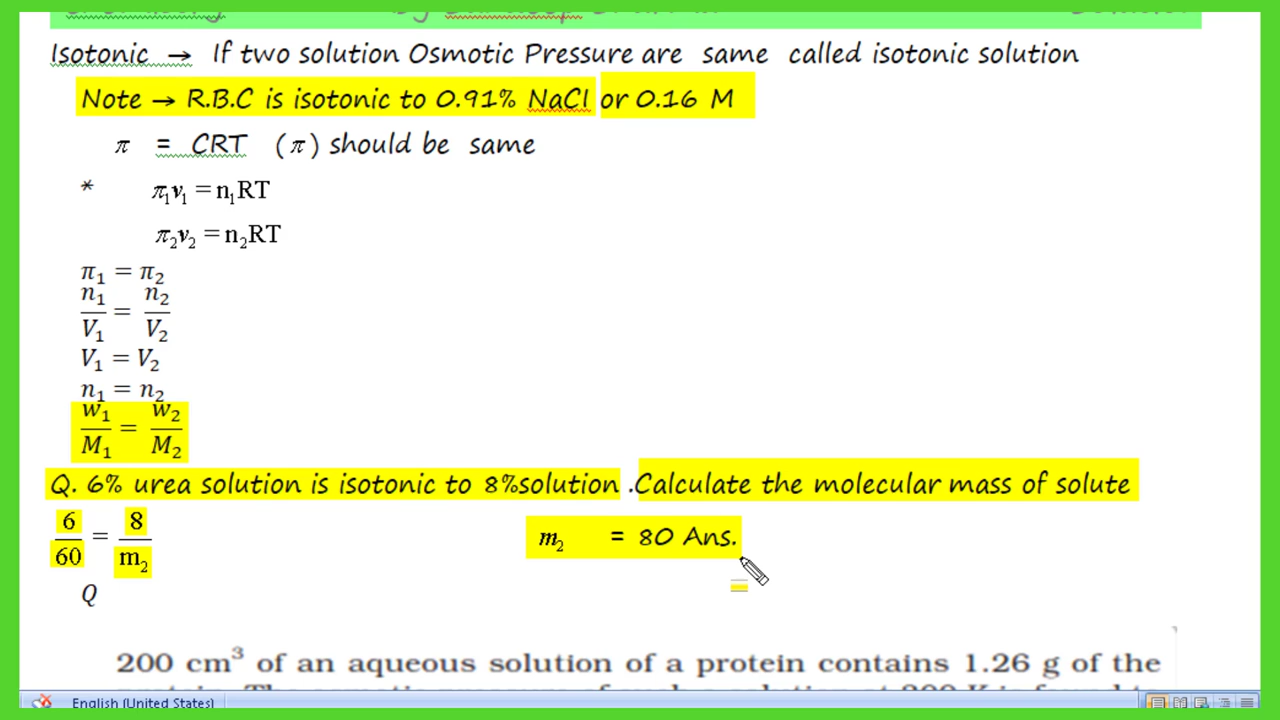 Isotonic → If two solution Osmotic Pressure are same called isotonic solution
Note → R.B.C is isotonic to 0.91% NaCl or 0.16 M
π = CRT (π) should be same
* π₁v₁ = n₁RT
π₂v₂ = n₂RT
π₁ = π₂
n₁/V₁ = n₂/V₂
V₁ = V₂
n₁ = n₂
w₁/M₁ = w₂/M₂
Q. 6% urea solution is isotonic to 8%solution .Calculate the molecular mass of solute
6/60 = 8/m₂ m₂ = 80 Ans.
Q
200 cm³ of an aqueous solution of a protein contains 1.26 g of the
English (United States)